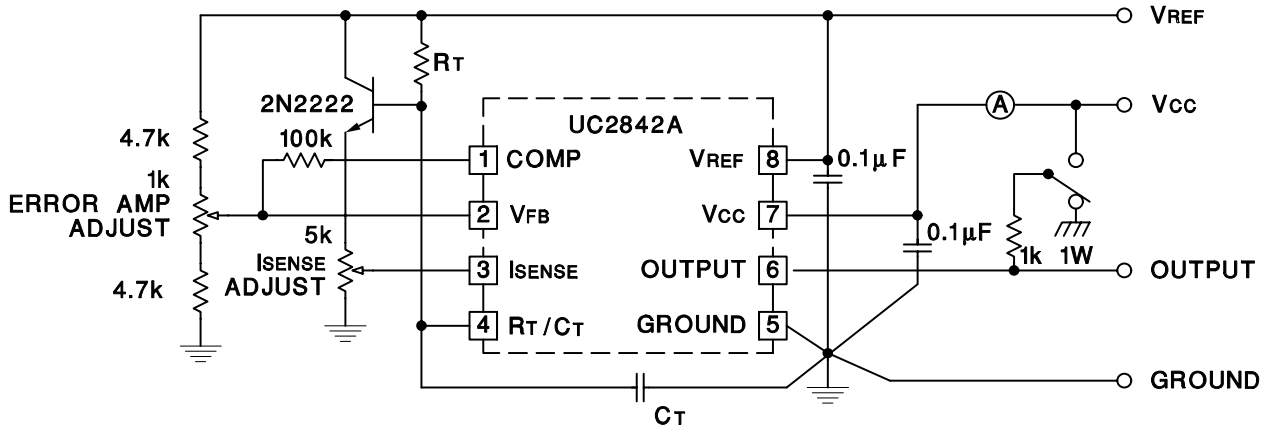 VREF
RT
2N2222
UC2842A
A
VCC
4.7k
100k
1 COMP
VREF 8
0.1μF
1k
ERROR AMP
ADJUST
2 VFB
VCC 7
0.1μF
5k
ISENSE
ADJUST
3 ISENSE
OUTPUT 6
1k
1W
OUTPUT
4.7k
4 RT/CT
GROUND 5
GROUND
CT